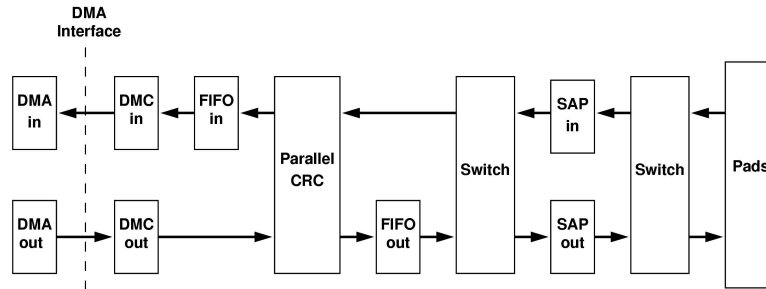 DMA
Interface
DMA
in
DMC
in
FIFO
in
Parallel
CRC
Switch
SAP
in
Switch
Pads
DMA
out
DMC
out
FIFO
out
SAP
out